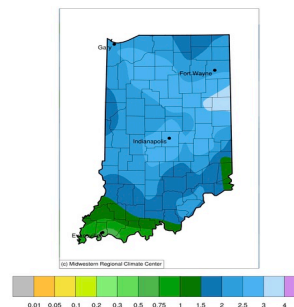 Gary
Fort Wayne
Indianapolis
E
(c) Midwestern Regional Climate Center
0.01 0.05 0.1 0.2 0.3 0.5 0.75 1 1.5 2 2.5 3 4